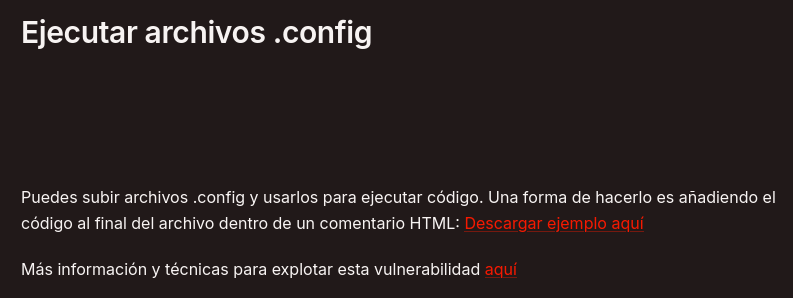 Ejecutar archivos .config
Puedes subir archivos .config y usarlos para ejecutar código. Una forma de hacerlo es añadiendo el
código al final del archivo dentro de un comentario HTML: Descargar ejemplo aquí
Más información y técnicas para explotar esta vulnerabilidad aquí